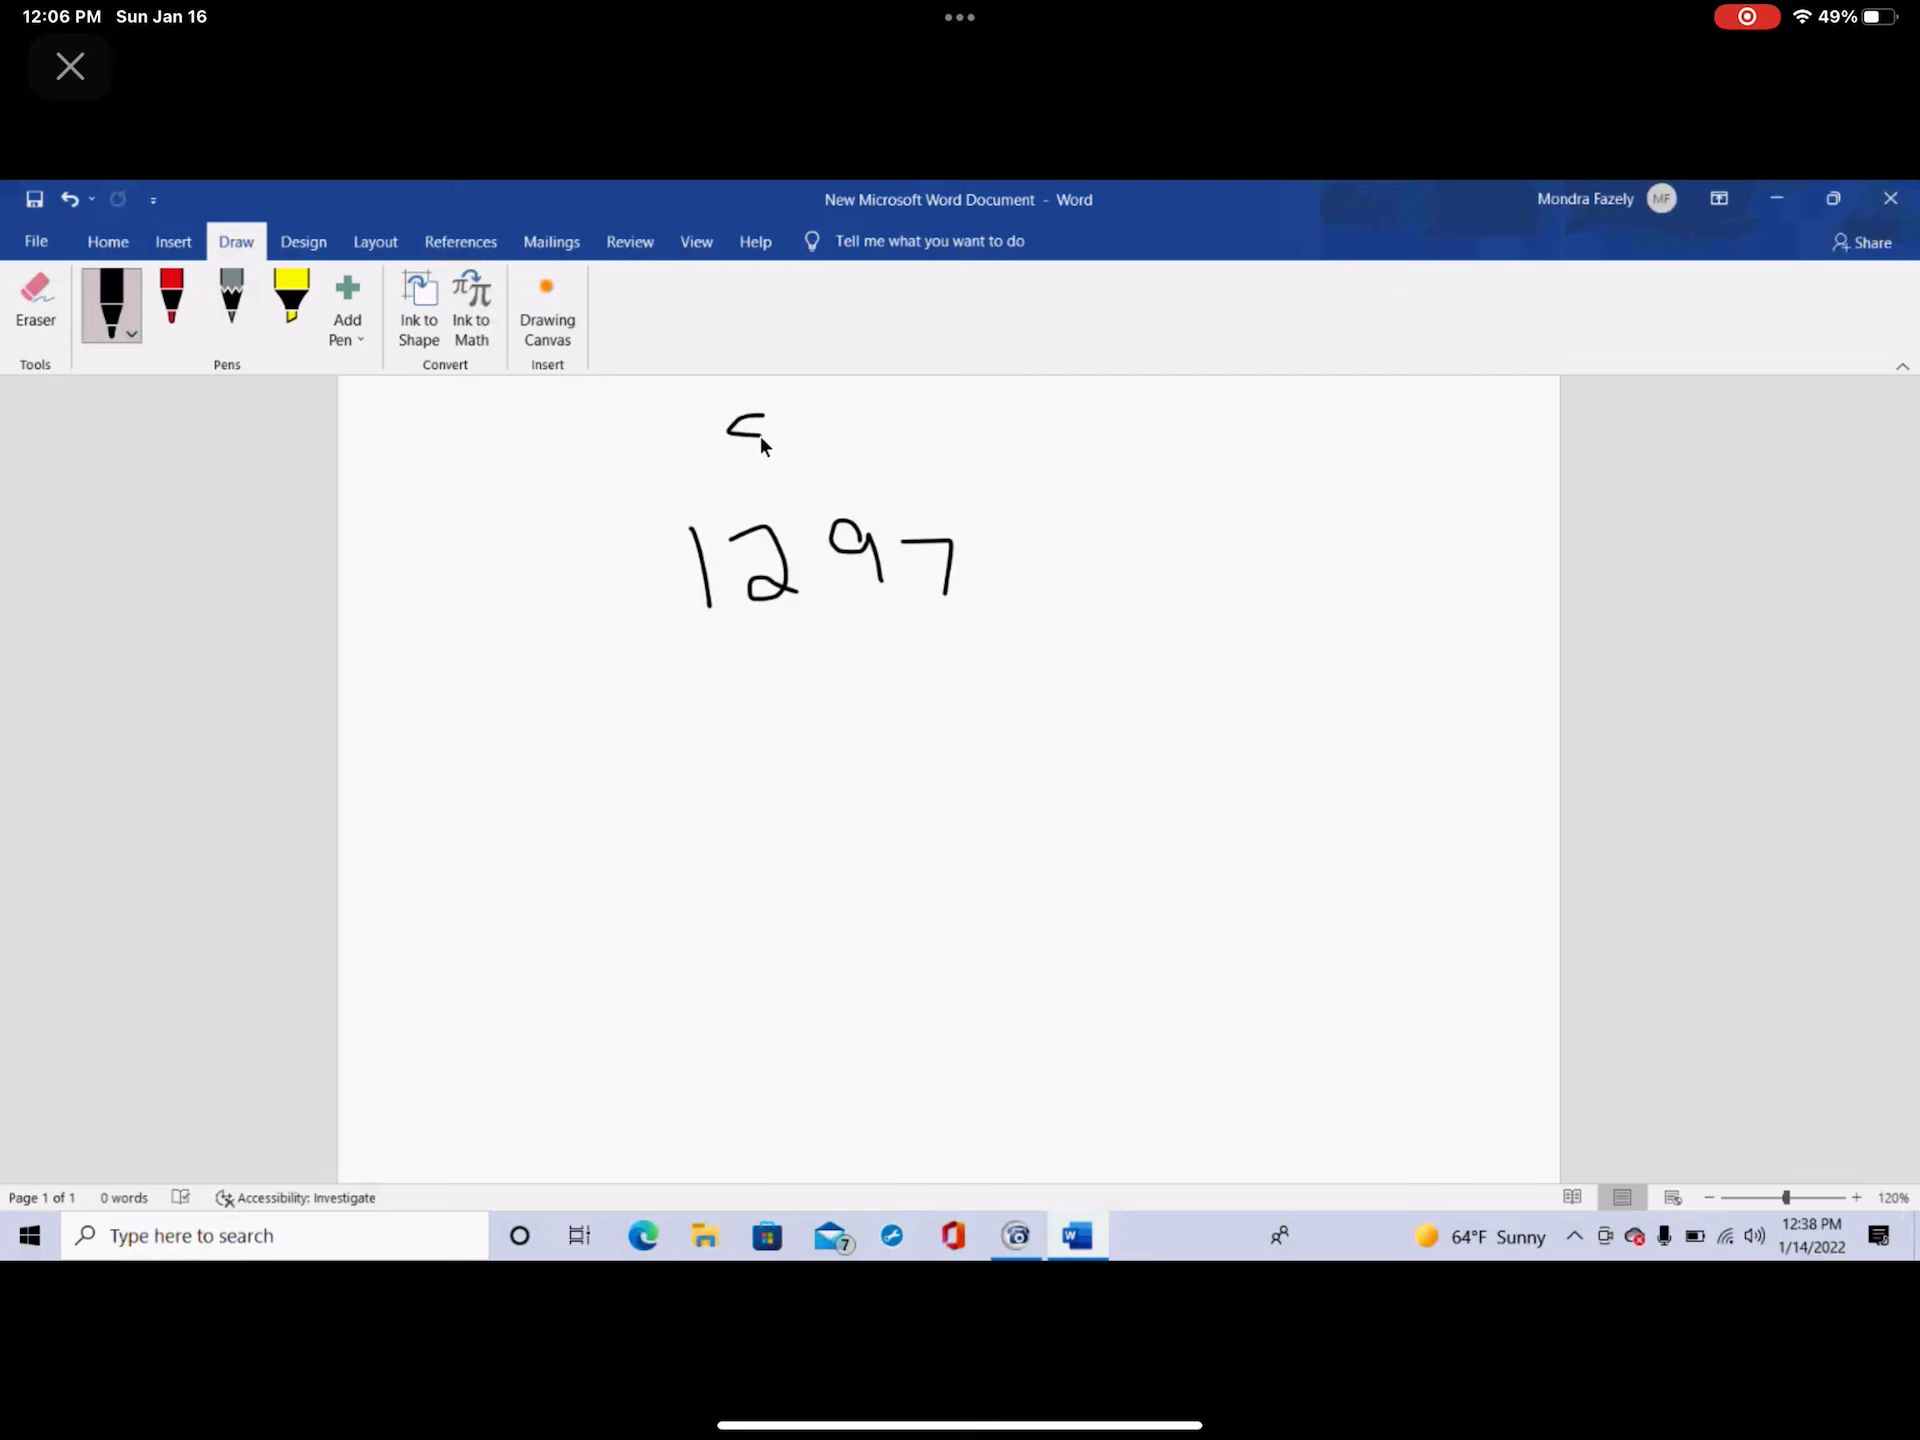 12:06 PM Sun Jan 16
49%
New Microsoft Word Document - Word
Mondra Fazely MF
File Home Insert Draw Design Layout References Mailings Review View Help Tell me what you want to do
Share
Eraser
Add Pen
Ink to Shape
Ink to Math
Drawing Canvas
Tools Pens Convert Insert
1297
Page 1 of 1 0 words Accessibility: Investigate
120%
Type here to search
7
64°F Sunny
12:38 PM
1/14/2022